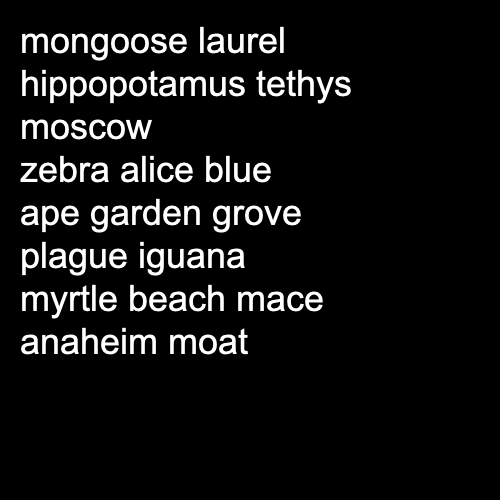 mongoose laurel
hippopotamus tethys
moscow
zebra alice blue
ape garden grove
plague iguana
myrtle beach mace
anaheim moat